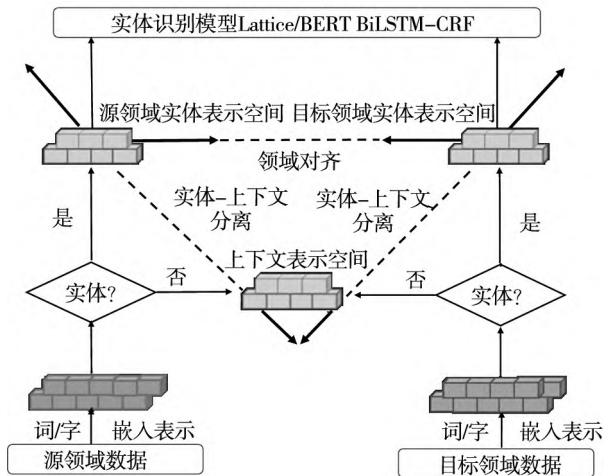 实体识别模型Lattice/BERT BiLSTM-CRF
源领域实体表示空间 目标领域实体表示空间
领域对齐
实体-上下文
分离
实体-上下文
分离
是
是
上下文表示空间
否
否
实体?
实体?
词/字 嵌入表示
词/字 嵌入表示
源领域数据
目标领域数据